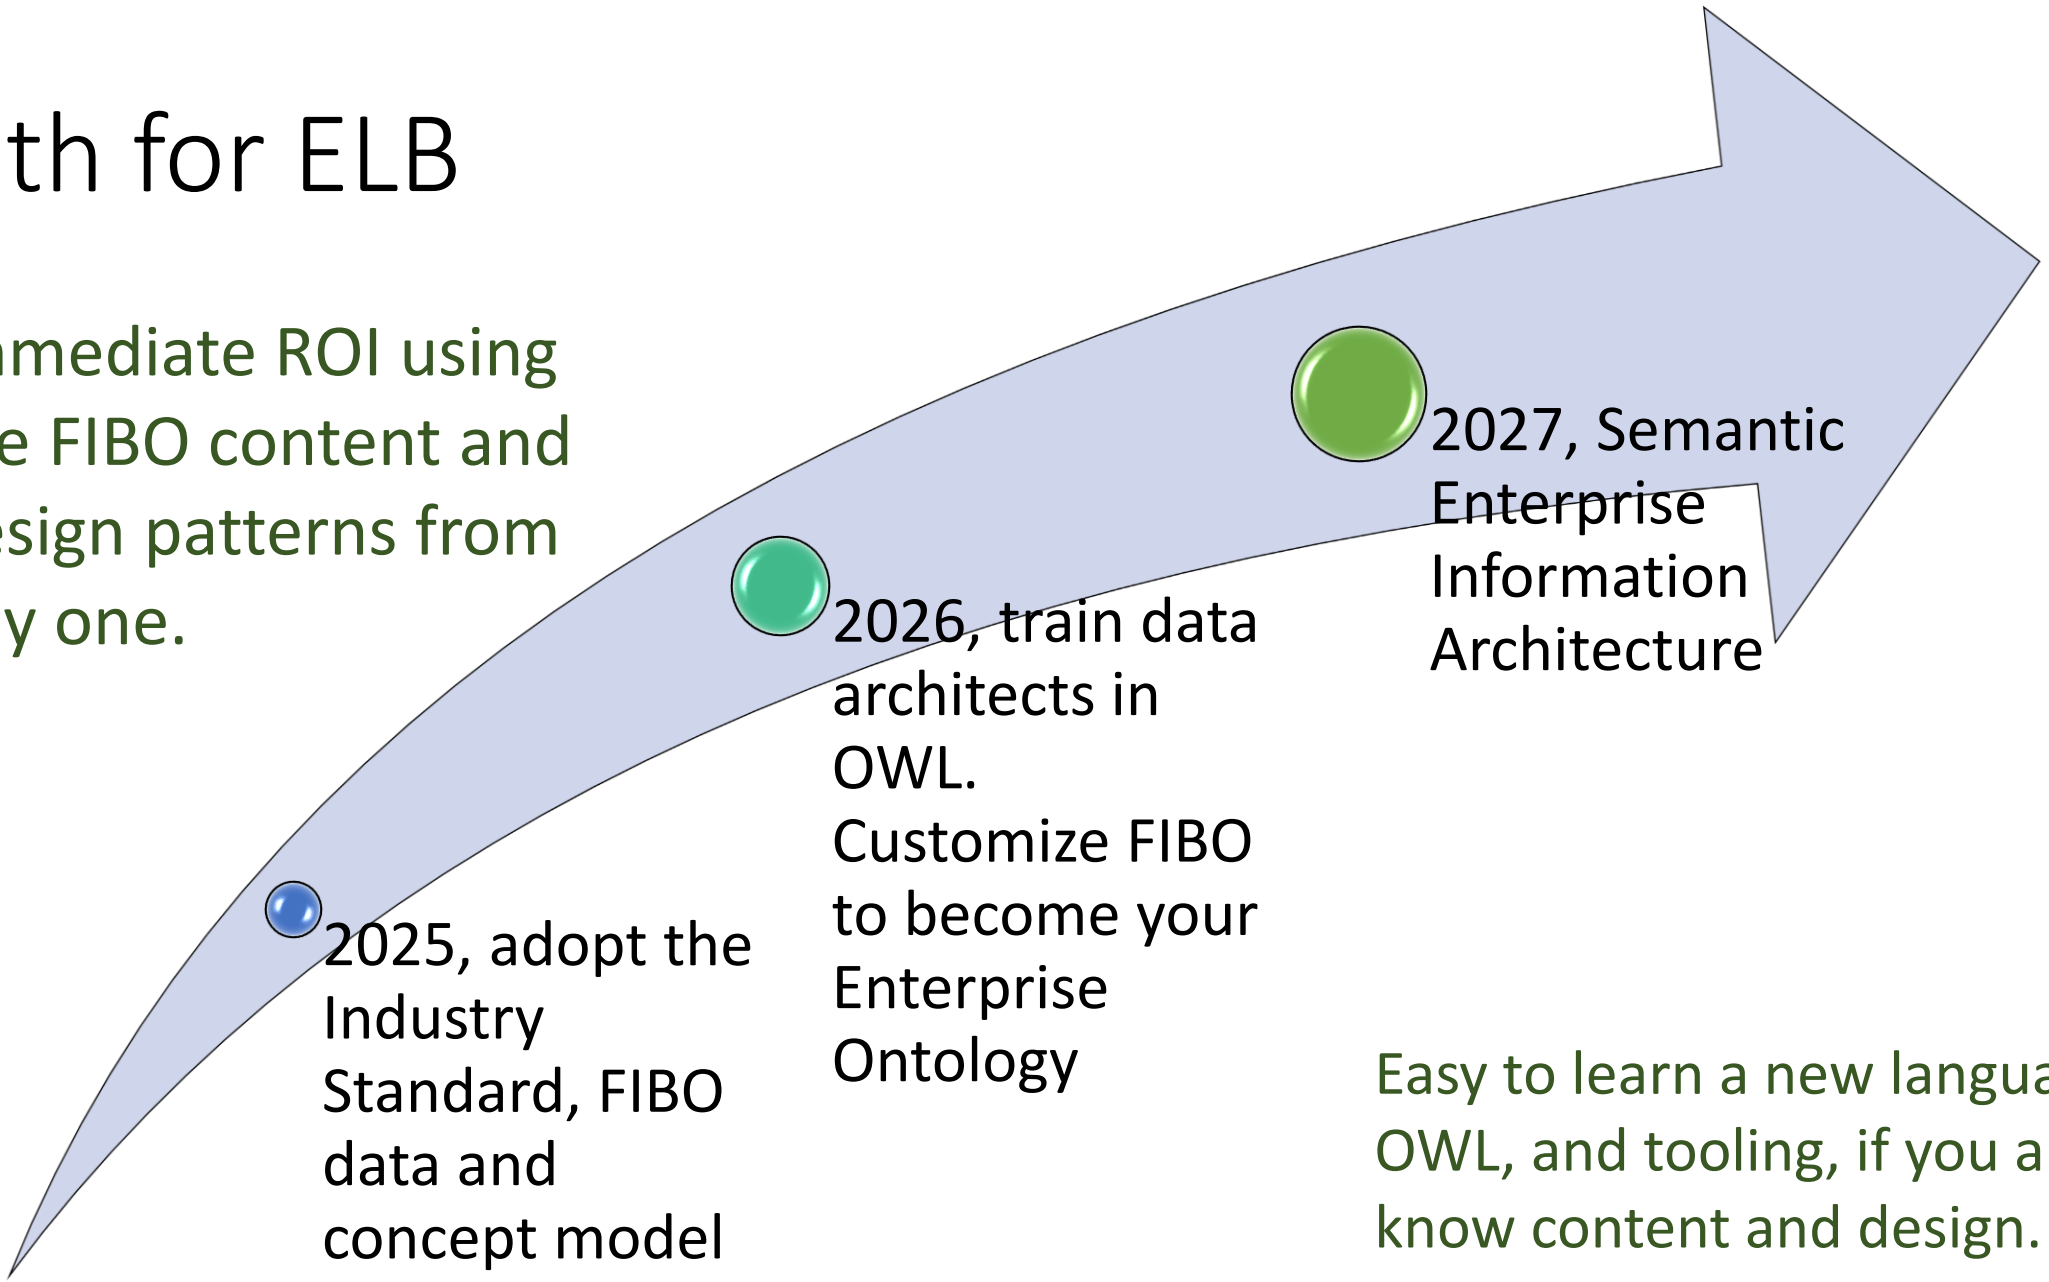 th for ELB
mmediate ROI using
e FIBO content and
esign patterns from
y one.
2027, Semantic
Enterprise
Information
Architecture
2026, train data
architects in
OWL.
Customize FIBO
to become your
Enterprise
Ontology
2025, adopt the
Industry
Standard, FIBO
data and
concept model
Easy to learn a new langua
OWL, and tooling, if you a
know content and design.